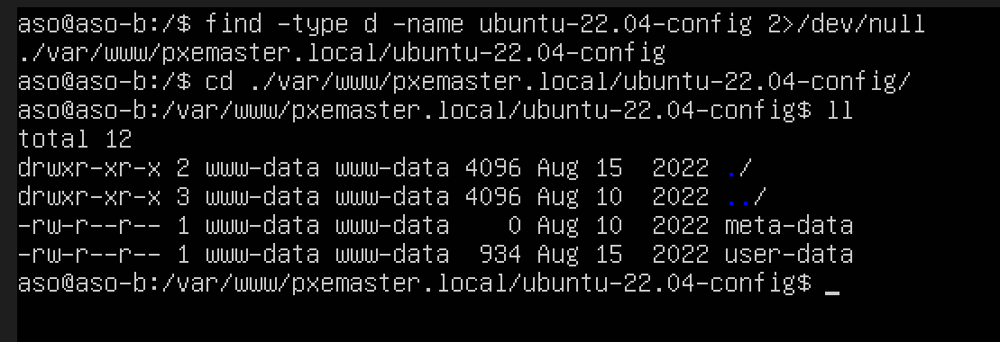 aso@aso-b:/$ find -type d -name ubuntu-22.04-config 2>/dev/null
./var/www/pxemaster.local/ubuntu-22.04-config
aso@aso-b:/$ cd ./var/www/pxemaster.local/ubuntu-22.04-config/
aso@aso-b:/var/www/pxemaster.local/ubuntu-22.04-config$ ll
total 12
drwxr-xr-x 2 www-data www-data 4096 Aug 15  2022 ./
drwxr-xr-x 3 www-data www-data 4096 Aug 10  2022 ../
-rw-r--r-- 1 www-data www-data    0 Aug 10  2022 meta-data
-rw-r--r-- 1 www-data www-data  934 Aug 15  2022 user-data
aso@aso-b:/var/www/pxemaster.local/ubuntu-22.04-config$ _